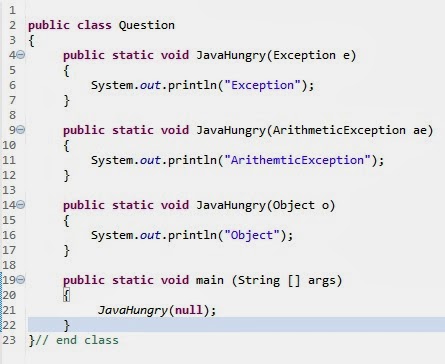 1
2 public class Question
3 {
4 public static void JavaHungry(Exception e)
5 {
6 System.out.println("Exception");
7 }
8
9 public static void JavaHungry(ArithmeticException ae)
10 {
11 System.out.println("ArithemticException");
12 }
13
14 public static void JavaHungry(Object o)
15 {
16 System.out.println("Object");
17 }
18
19 public static void main (String [] args)
20 {
21 JavaHungry(null);
22 }
23 }// end class